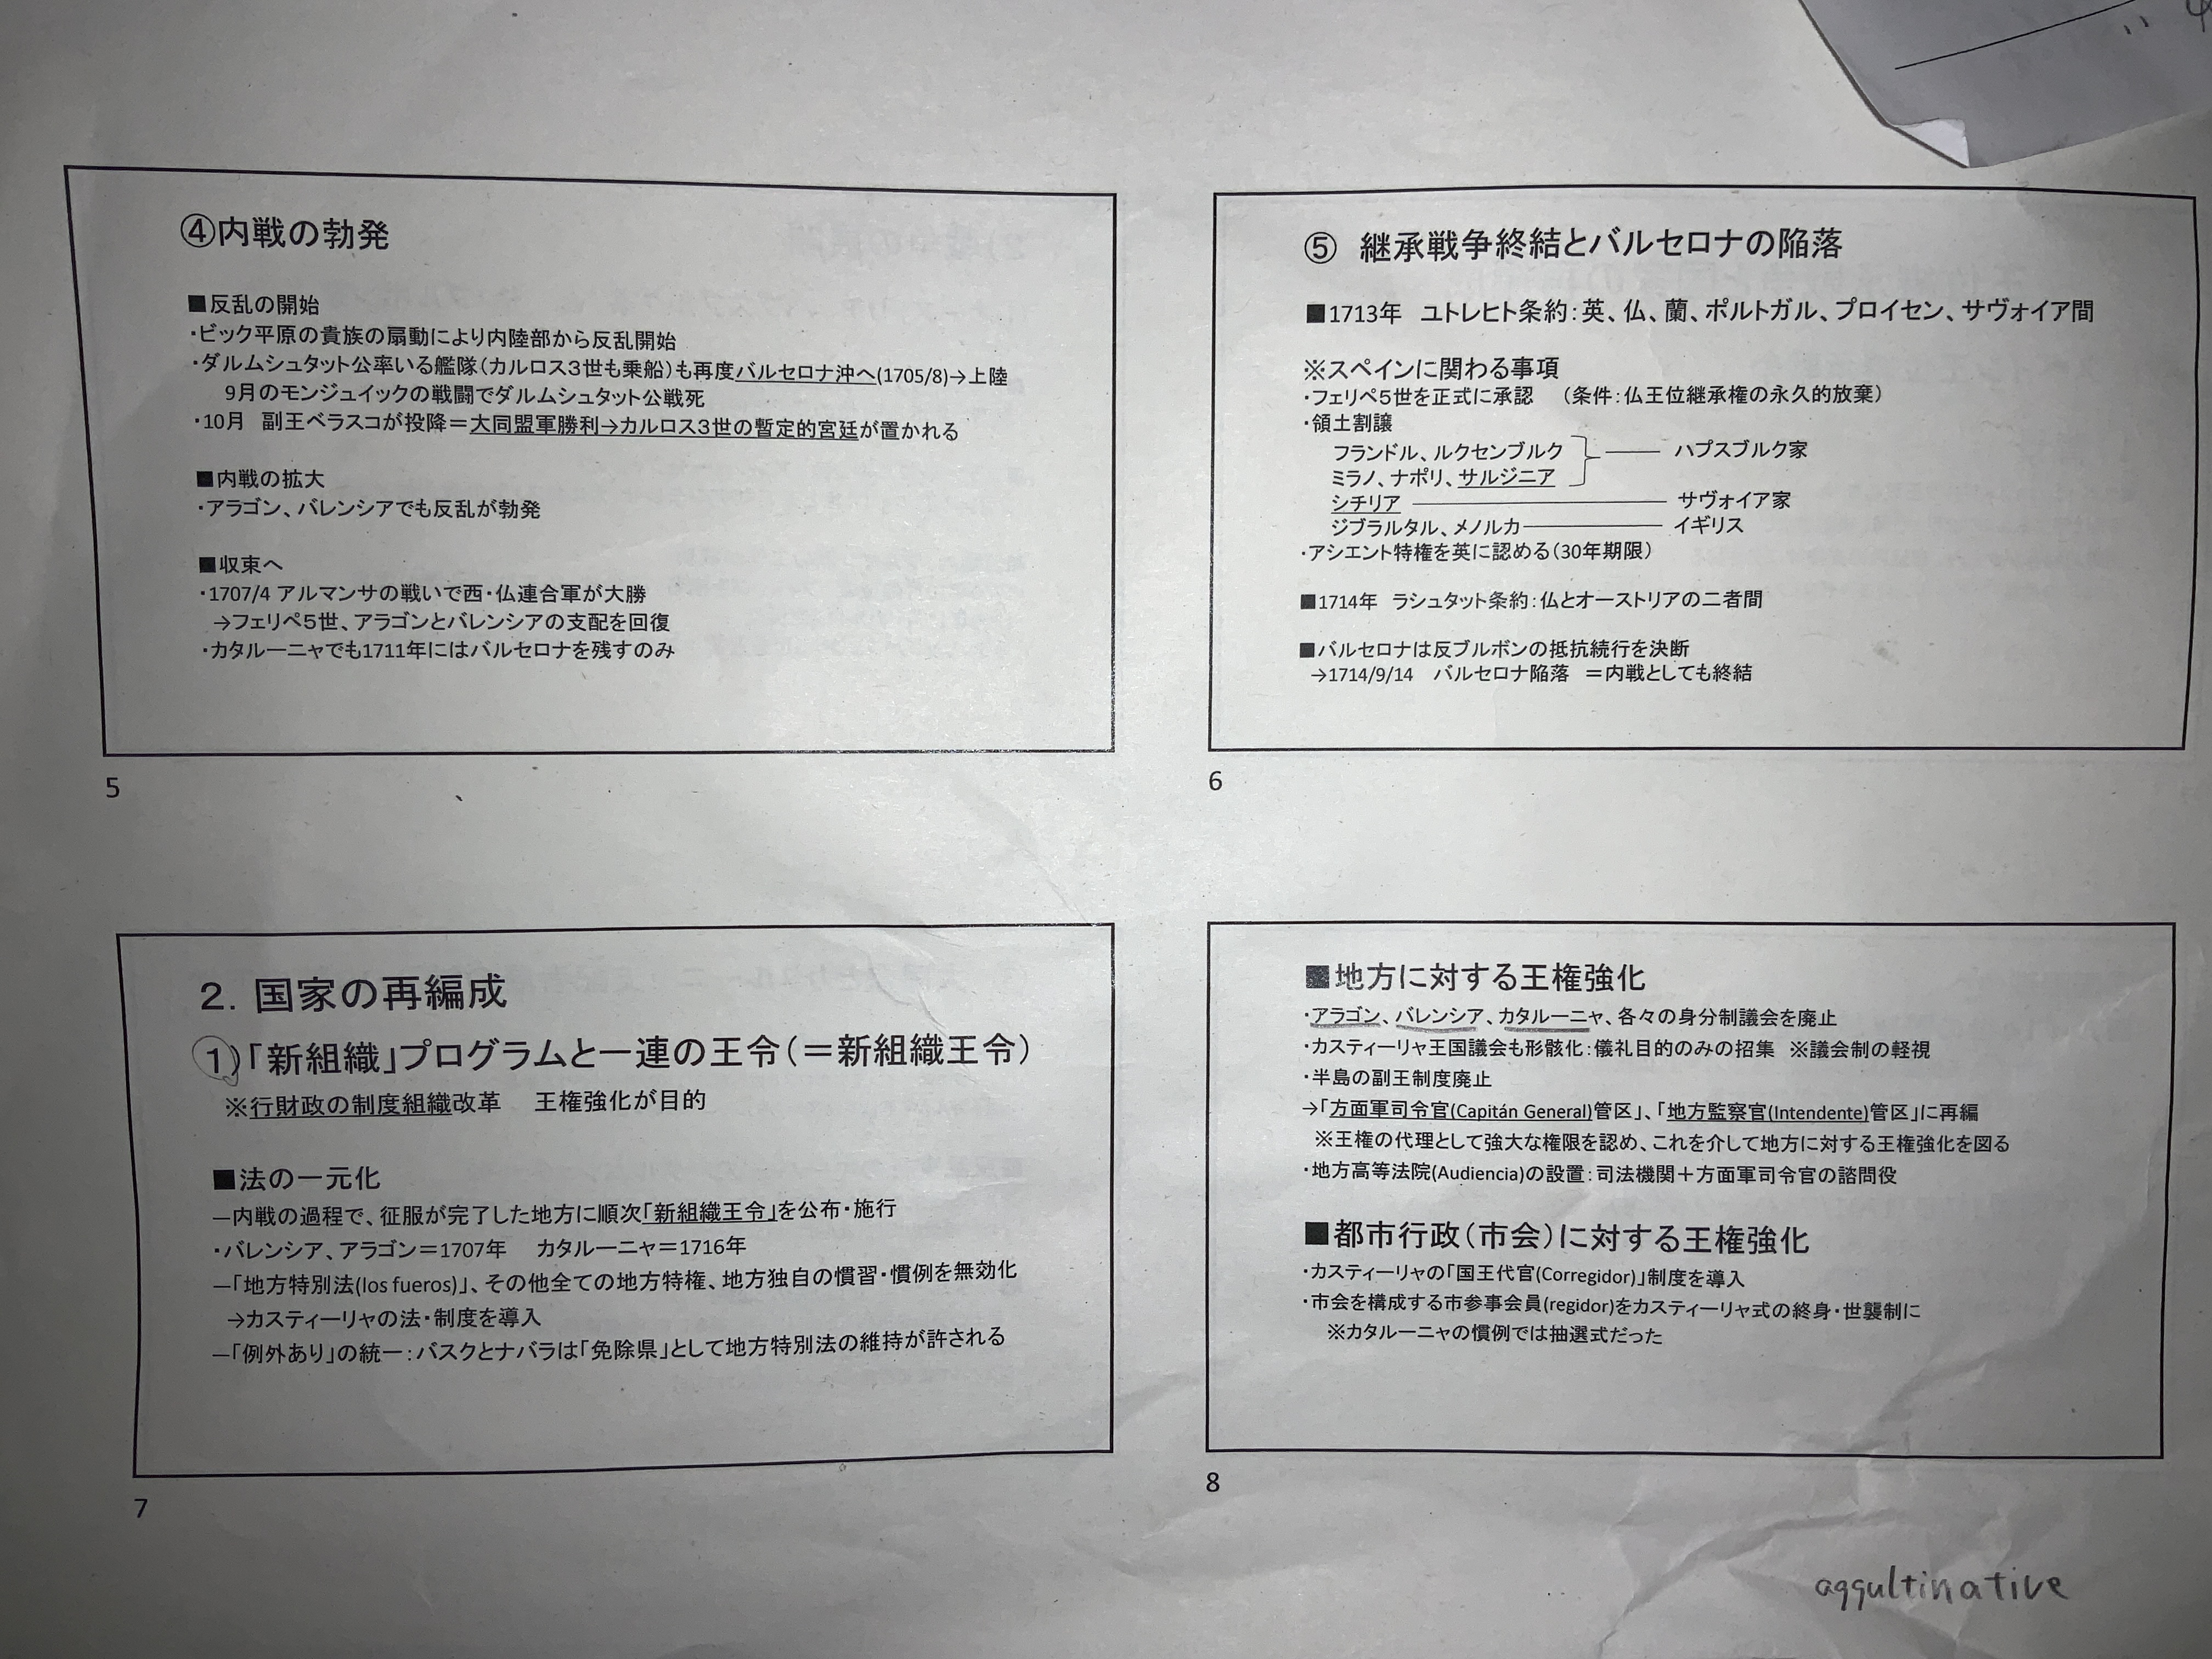 ④内戦の勃発
■反乱の開始
・ビック平原の貴族の扇動により内陸部から反乱開始
・ダルムシュタット公率いる艦隊（カルロス３世も乗船）も再度バルセロナ沖へ(1705/8)→上陸
9月のモンジュイックの戦闘でダルムシュタット公戦死
・10月　副王ベラスコが投降＝大同盟軍勝利→カルロス３世の暫定的宮廷が置かれる
■内戦の拡大
・アラゴン、バレンシアでも反乱が勃発
■収束へ
・1707/4 アルマンサの戦いで西・仏連合軍が大勝
→フェリペ５世、アラゴンとバレンシアの支配を回復
・カタルーニャでも1711年にはバルセロナを残すのみ
5
⑤　継承戦争終結とバルセロナの陥落
■1713年　ユトレヒト条約：英、仏、蘭、ポルトガル、プロイセン、サヴォイア間
※スペインに関わる事項
・フェリペ５世を正式に承認　（条件：仏王位継承権の永久的放棄）
・領土割譲
フランドル、ルクセンブルク
ミラノ、ナポリ、サルジニア　ハプスブルク家
シチリア　サヴォイア家
ジブラルタル、メノルカ　イギリス
・アシエント特権を英に認める（30年期限）
■1714年　ラシュタット条約：仏とオーストリアの二者間
■バルセロナは反ブルボンの抵抗続行を決断
→1714/9/14　バルセロナ陥落　＝内戦としても終結
6
２．国家の再編成
１）「新組織」プログラムと一連の王令（＝新組織王令）
※行財政の制度組織改革　王権強化が目的
■法の一元化
―内戦の過程で、征服が完了した地方に順次「新組織王令」を公布・施行
・バレンシア、アラゴン＝1707年　カタルーニャ＝1716年
―「地方特別法(los fueros)」、その他全ての地方特権、地方独自の慣習・慣例を無効化
→カスティーリャの法・制度を導入
―「例外あり」の統一：バスクとナバラは「免除県」として地方特別法の維持が許される
7
■地方に対する王権強化
・アラゴン、バレンシア、カタルーニャ、各々の身分制議会を廃止
・カスティーリャ王国議会も形骸化：儀礼目的のみの招集　※議会制の軽視
・半島の副王制度廃止
→「方面軍司令官(Capitán General)管区」、「地方監察官(Intendente)管区」に再編
※王権の代理として強大な権限を認め、これを介して地方に対する王権強化を図る
・地方高等法院(Audiencia)の設置：司法機関＋方面軍司令官の諮問役
■都市行政（市会）に対する王権強化
・カスティーリャの「国王代官(Corregidor)」制度を導入
・市会を構成する市参事会員(regidor)をカスティーリャ式の終身・世襲制に
※カタルーニャの慣例では抽選式だった
8
aggultinative